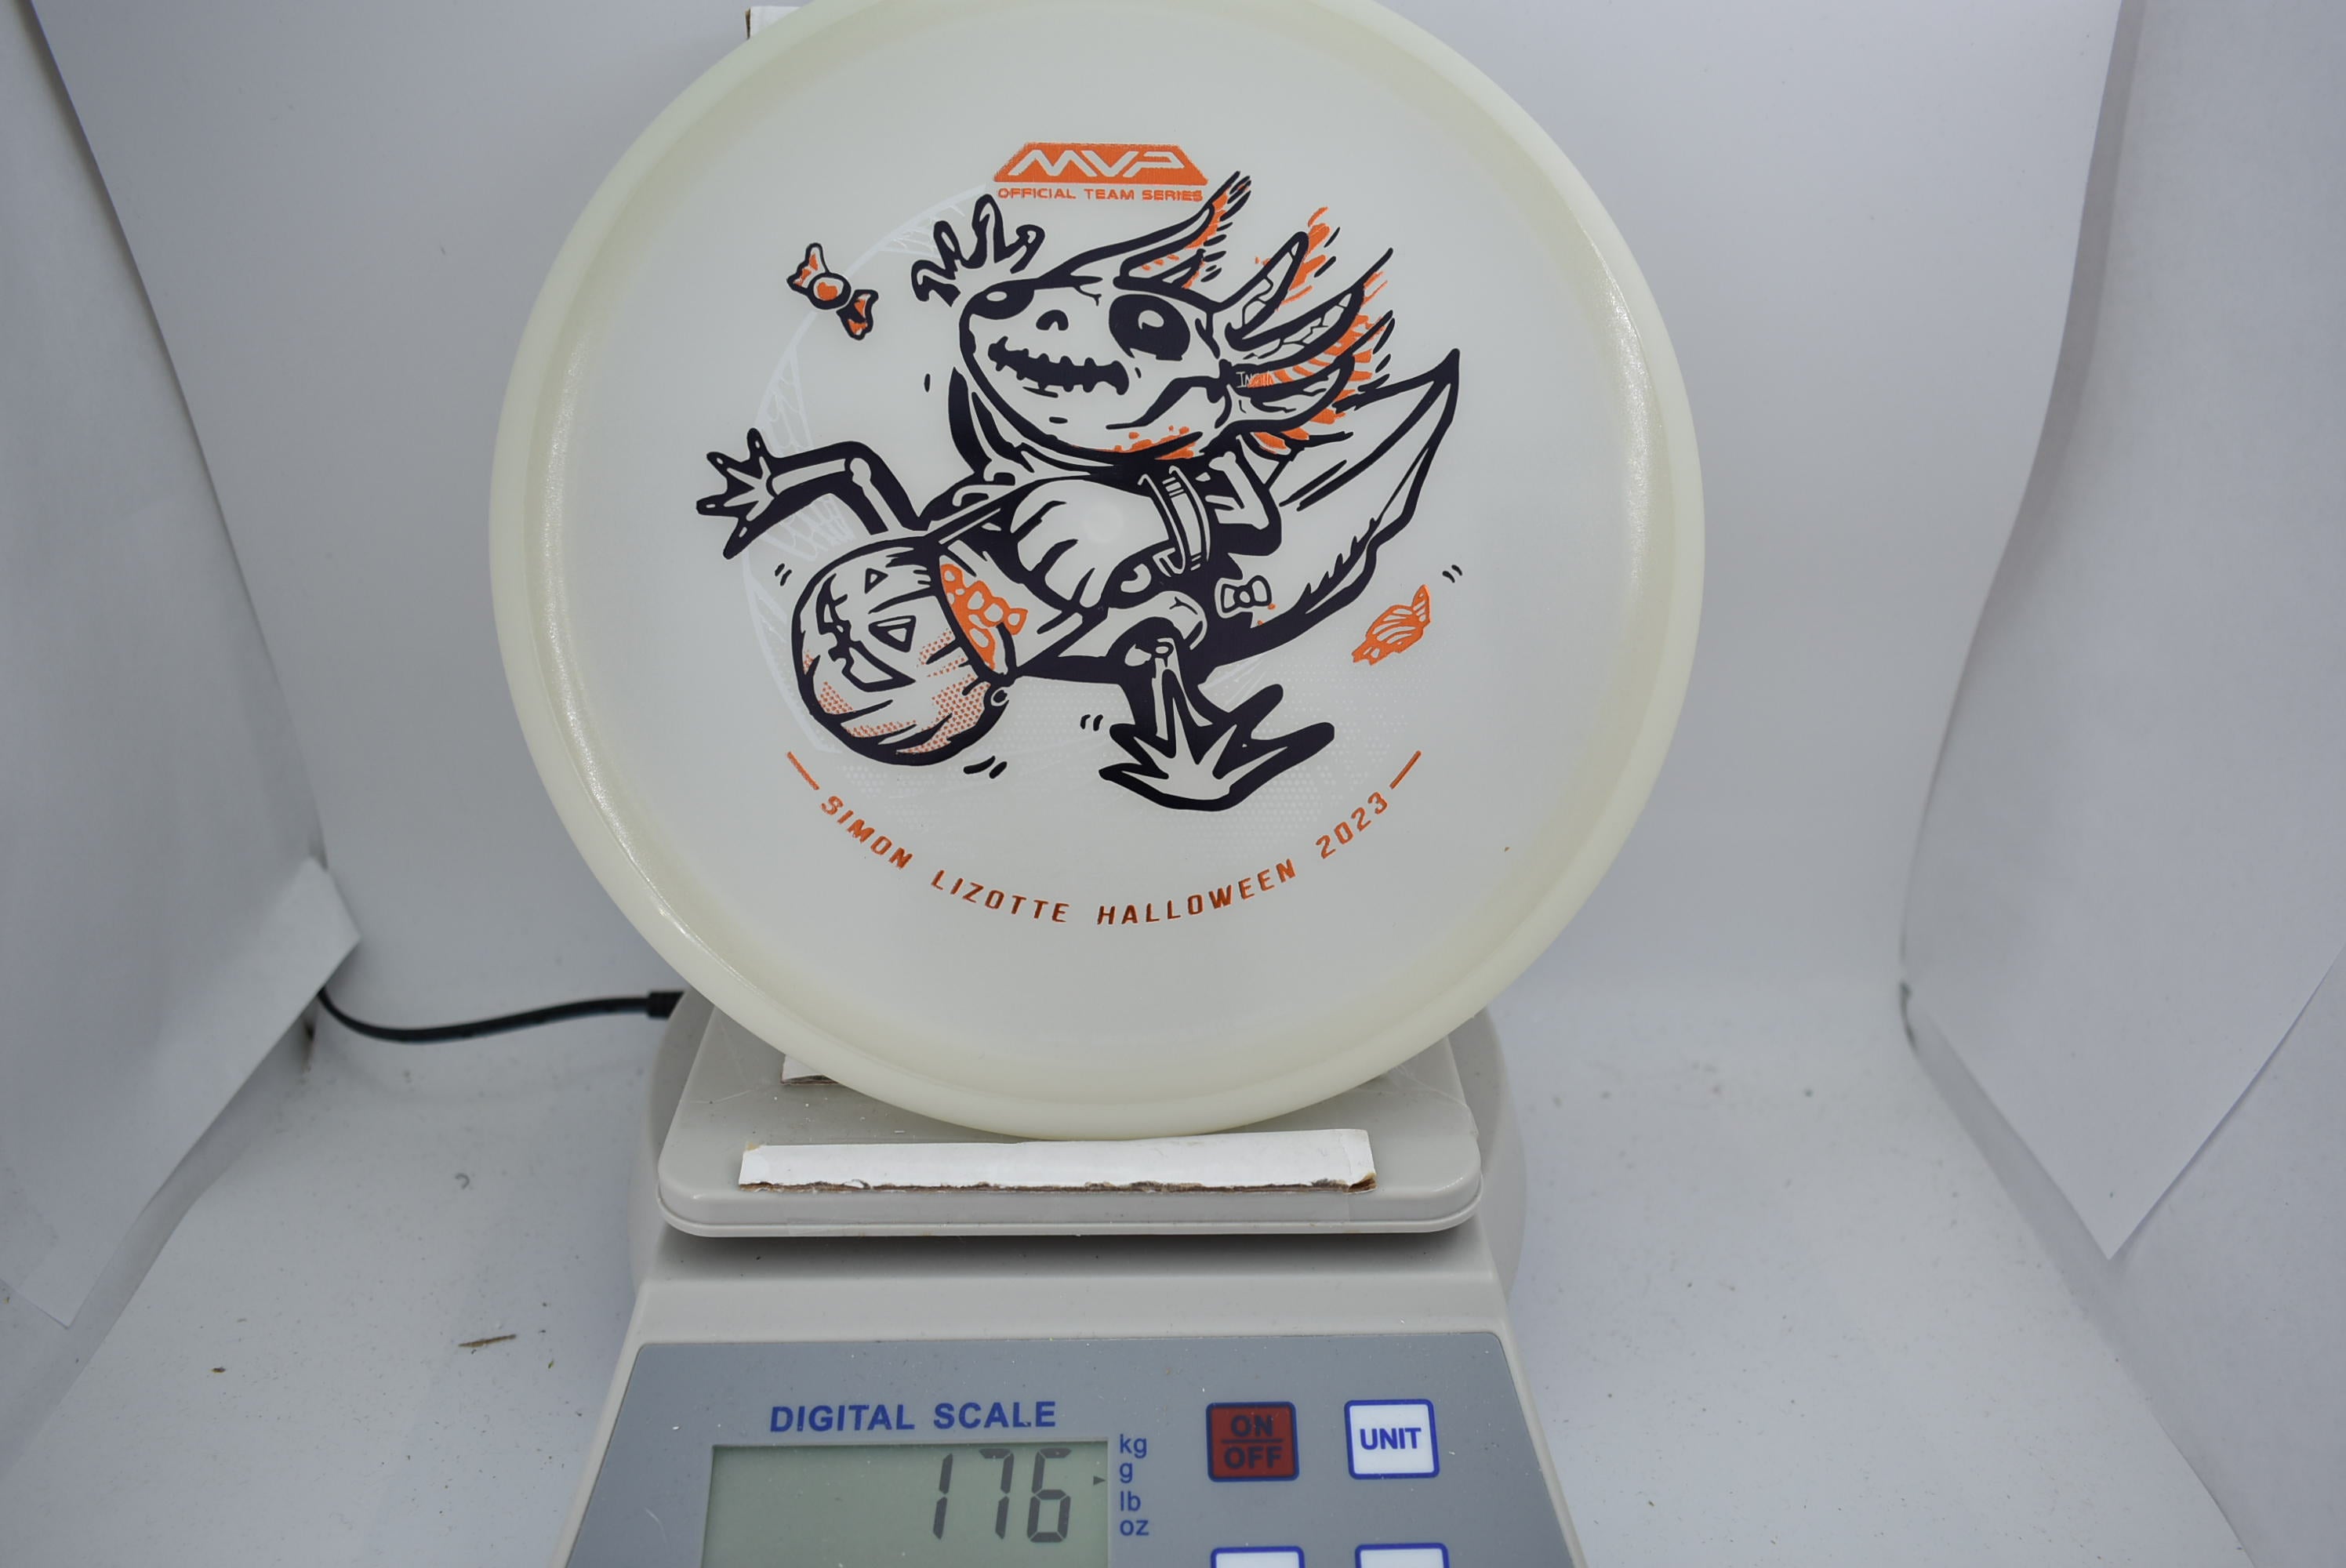 MVP
OFFICIAL TEAM SERIES
SIMON LIZOTTE HALLOWEEN 2023
DIGITAL SCALE
176
kg
g
lb
oz
ON
OFF
UNIT